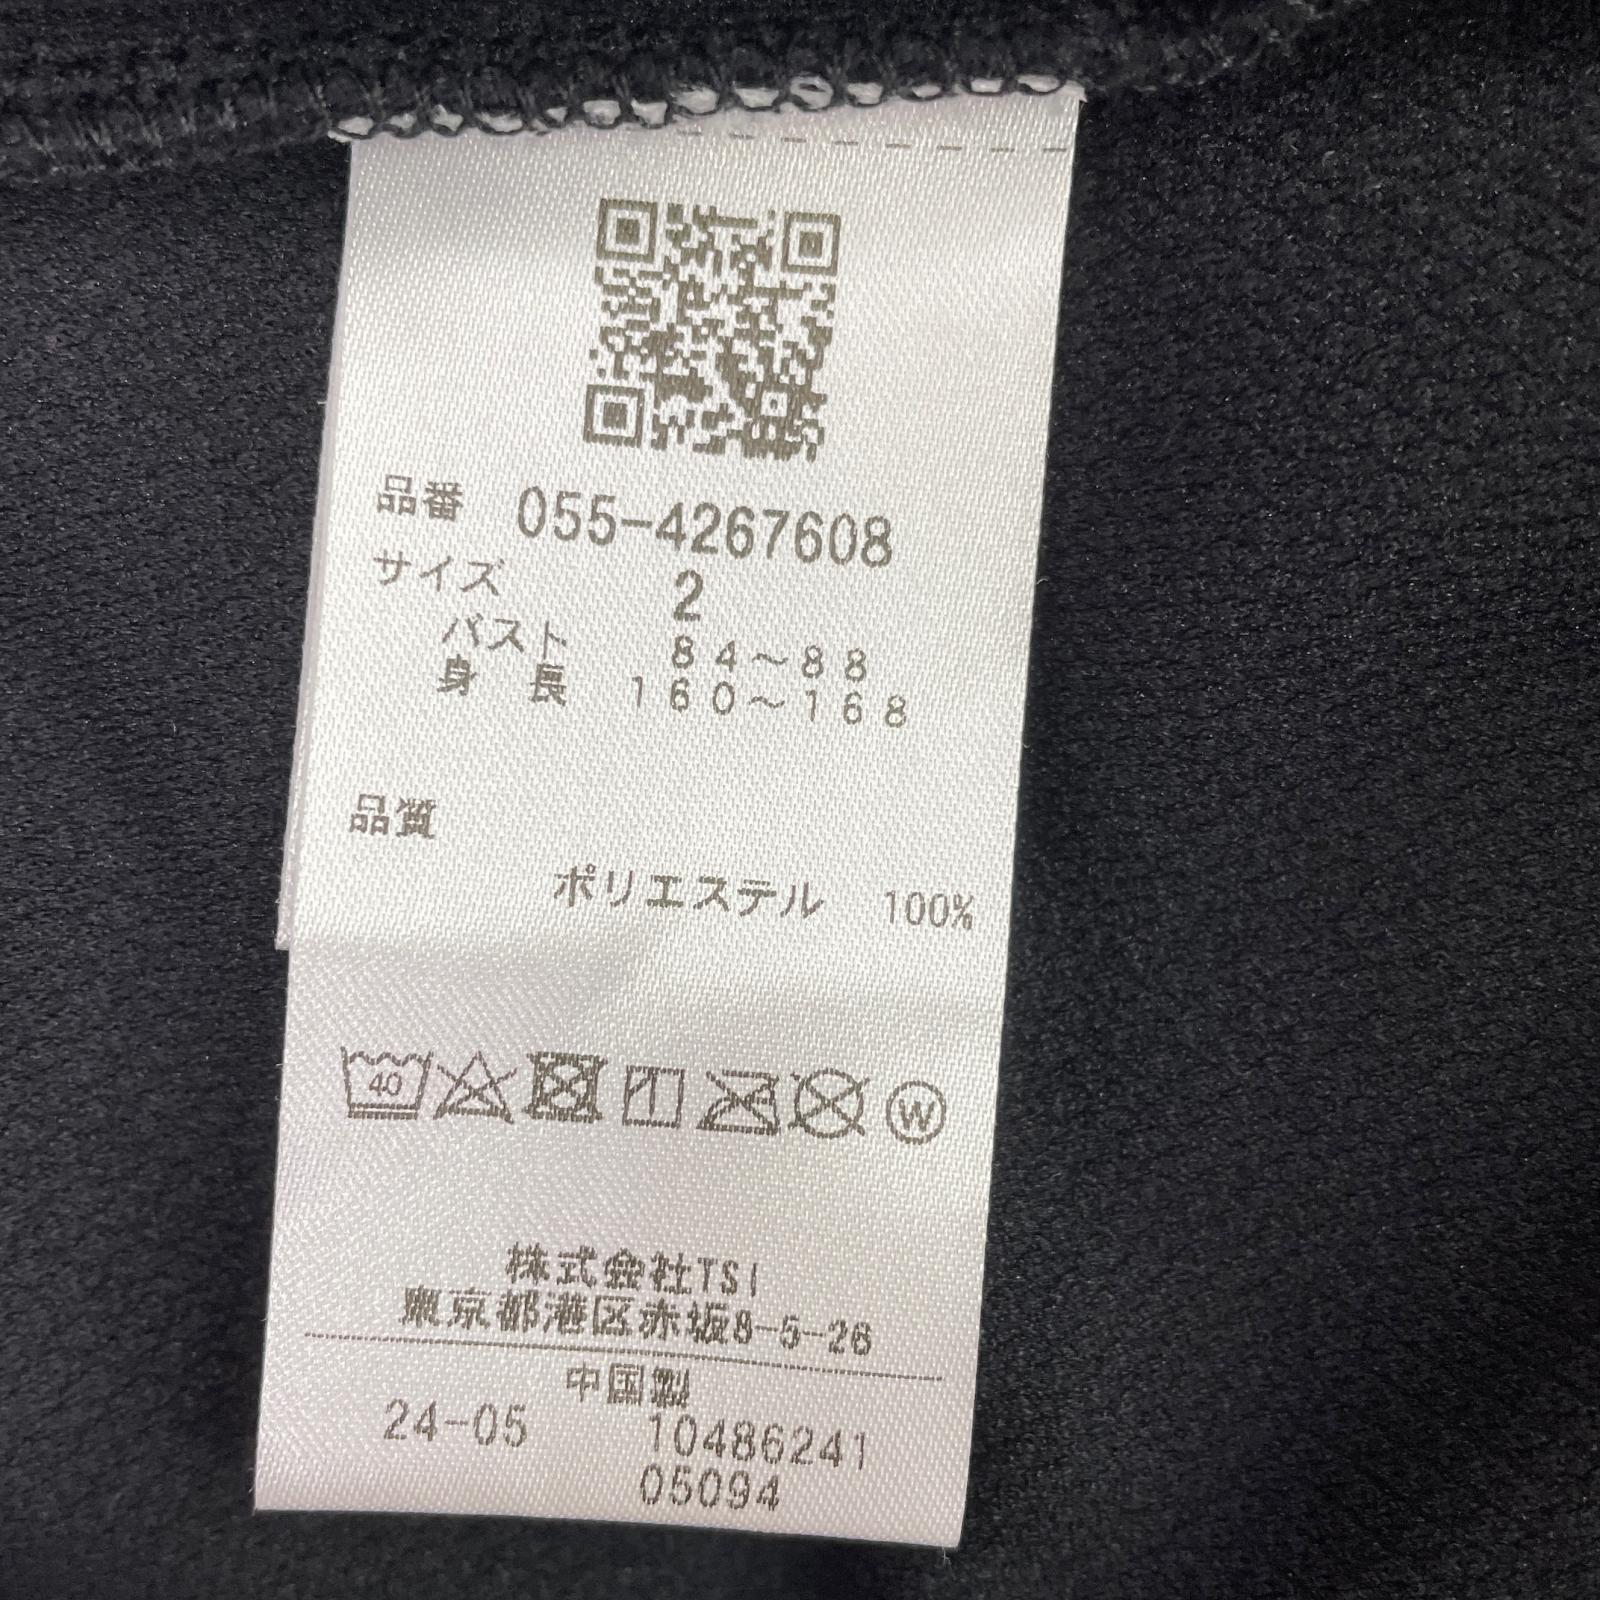 品番 055-4267608
サイズ 2
バスト 84～88
身長 160～168
品質
ポリエステル 100%
40
W
株式会社TSI
東京都港区赤坂8-5-26
中国製
24-05 10486241
05094